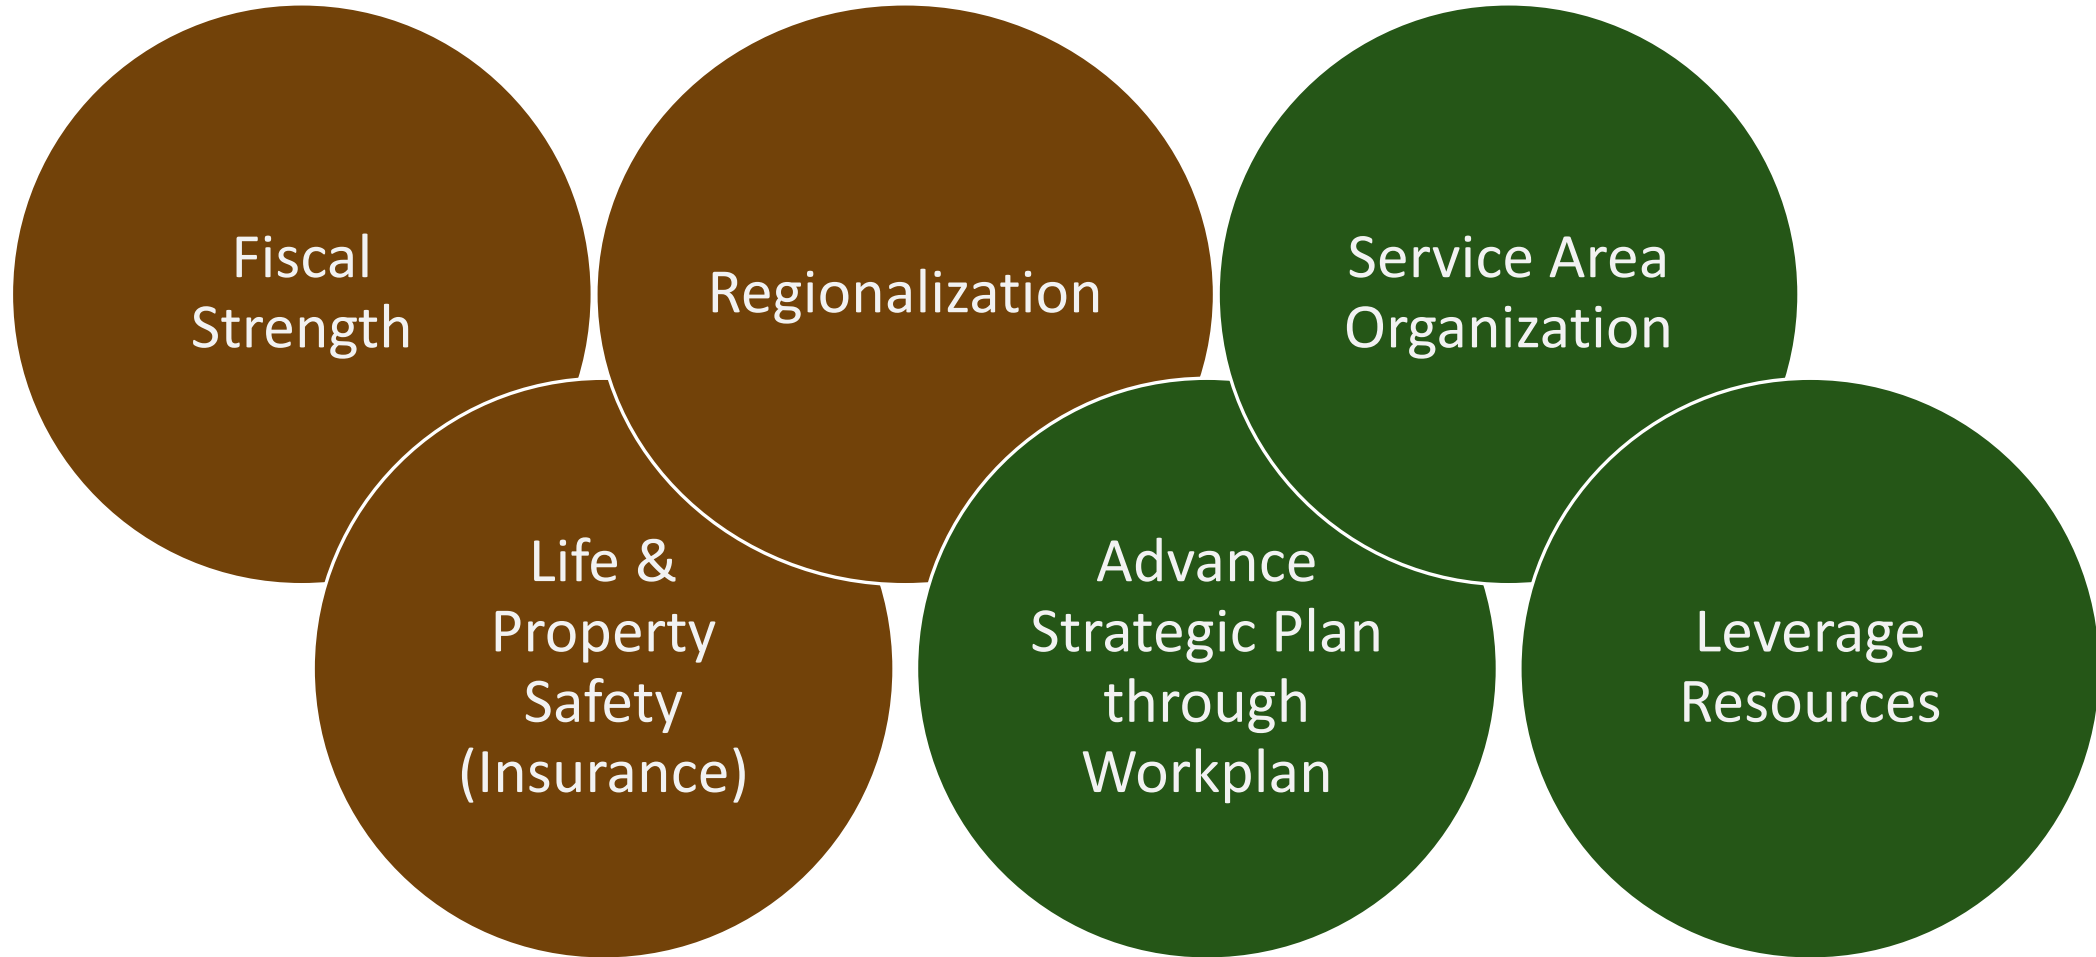 Fiscal
Strength
Regionalization
Service Area
Organization
Life &
Property
Safety
(Insurance)
Advance
Strategic Plan
through
Workplan
Leverage
Resources